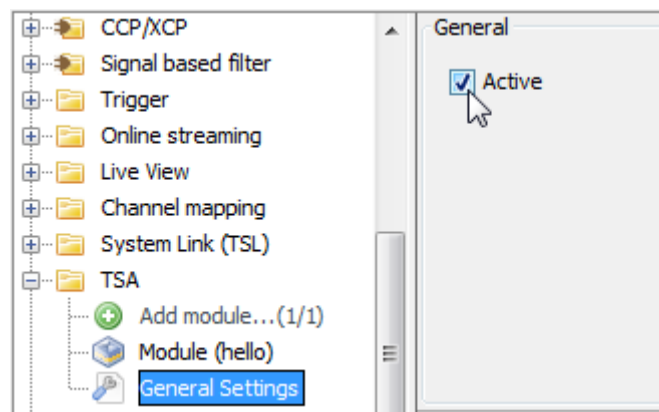 CCP/XCP
Signal based filter
Trigger
Online streaming
Live View
Channel mapping
System Link (TSL)
TSA
Add module...(1/1)
Module (hello)
General Settings
General
Active